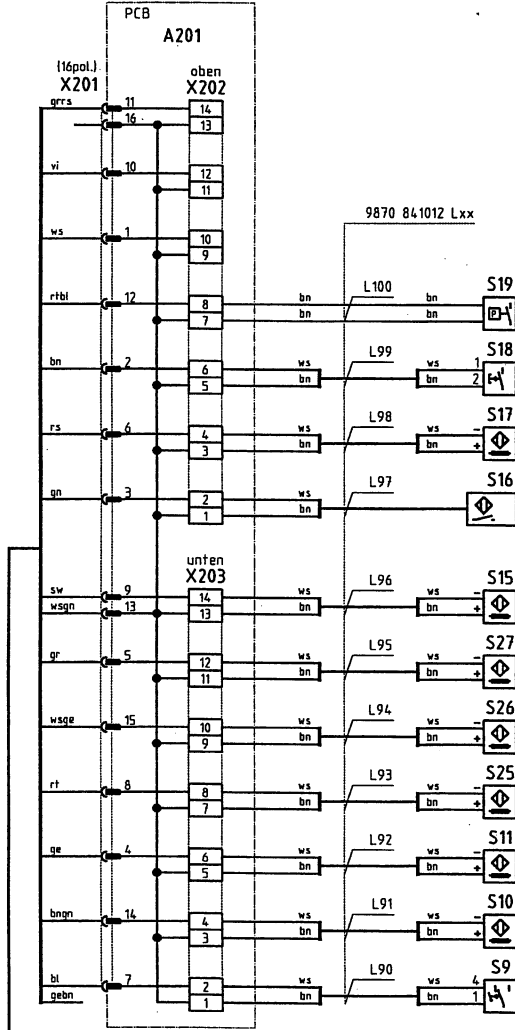 PCB
A201
(16pol.)
X201
oben
X202
grrs 11 14
16 13
vi 10 12
11
9870 841012 Lxx
ws 1 10
9
S19
rtbl 12 8 bn L100 bn
7 bn bn P
S18
bn 2 6 ws L99 ws 1
5 bn bn 2
S17
rs 6 4 ws L98 ws -
3 bn bn +
S16
gn 3 2 ws L97
1 bn
unten
X203
S15
sw 9 14 ws L96 ws -
wsgn 13 13 bn bn +
S27
gr 5 12 ws L95 ws -
11 bn bn +
S26
wsge 15 10 ws L94 ws -
9 bn bn +
S25
rt 8 8 ws L93 ws -
7 bn bn +
S11
ge 4 6 ws L92 ws -
5 bn bn +
S10
bngn 14 4 ws L91 ws -
3 bn bn +
S9
bl 7 2 ws L90 ws 4
gebn 1 bn bn 1